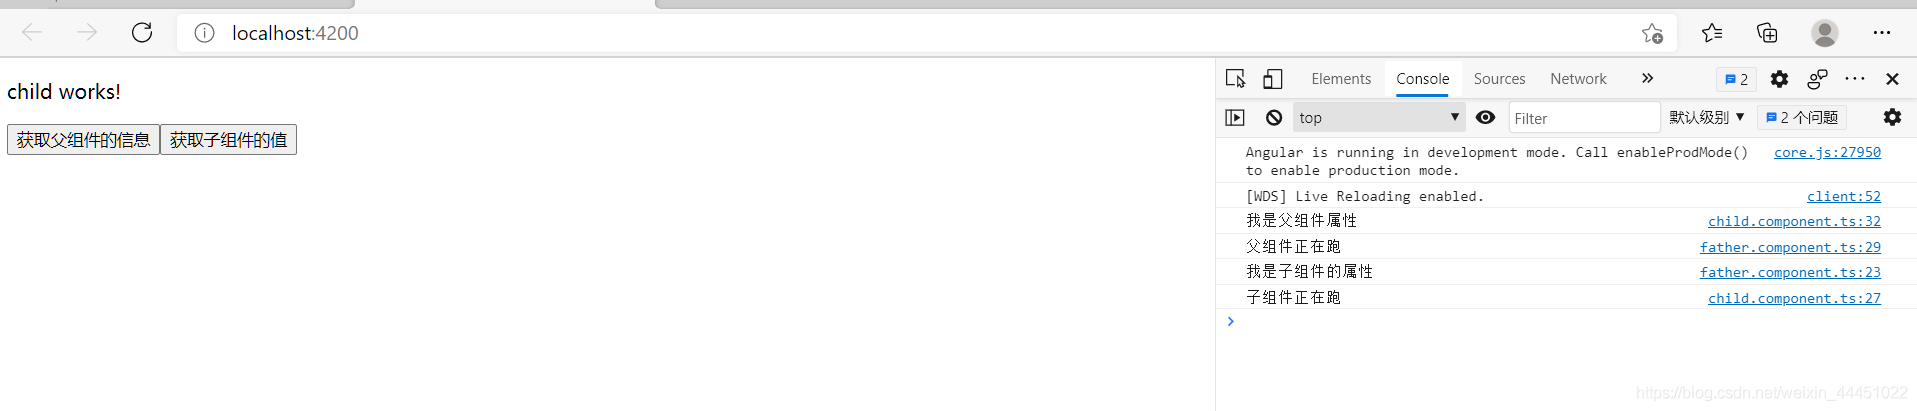 localhost:4200
child works!
获取父组件的信息 获取子组件的值
Elements Console Sources Network 2
top Filter 默认级别 2 个问题
Angular is running in development mode. Call enableProdMode() core.js:27950
to enable production mode.
[WDS] Live Reloading enabled. client:52
我是父组件属性 child.component.ts:32
父组件正在跑 father.component.ts:29
我是子组件的属性 father.component.ts:23
子组件正在跑 child.component.ts:27
https://blog.csdn.net/weixin_44451022